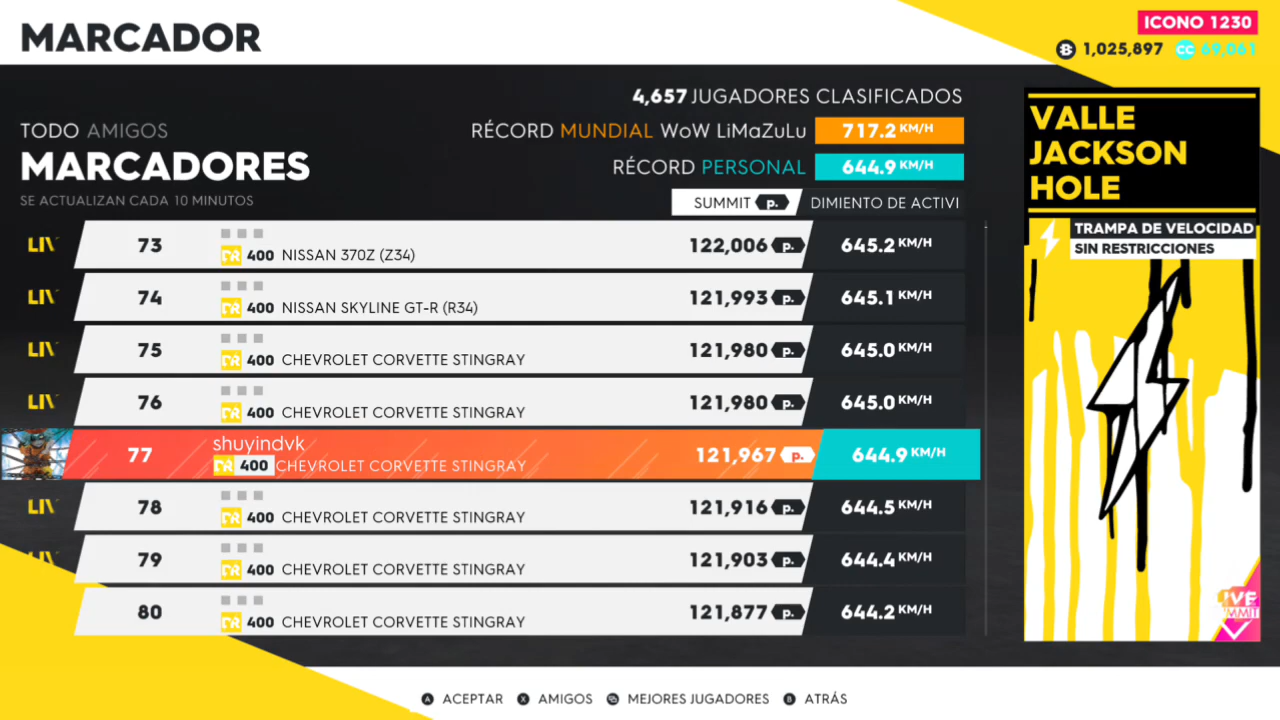 MARCADOR
ICONO 1230
1,025,897 CC 69,061
4,657 JUGADORES CLASIFICADOS
TODO AMIGOS
RÉCORD MUNDIAL WoW LiMaZuLu 717.2 KM/H
MARCADORES
RÉCORD PERSONAL 644.9 KM/H
SE ACTUALIZAN CADA 10 MINUTOS
SUMMIT p. DIMIENTO DE ACTIVI
LIV 73 400 NISSAN 370Z (Z34) 122,006 p. 645.2 KM/H
LIV 74 400 NISSAN SKYLINE GT-R (R34) 121,993 p. 645.1 KM/H
LIV 75 400 CHEVROLET CORVETTE STINGRAY 121,980 p. 645.0 KM/H
LIV 76 400 CHEVROLET CORVETTE STINGRAY 121,980 p. 645.0 KM/H
shuyindvk
77 400 CHEVROLET CORVETTE STINGRAY 121,967 p. 644.9 KM/H
LIV 78 400 CHEVROLET CORVETTE STINGRAY 121,916 p. 644.5 KM/H
79 400 CHEVROLET CORVETTE STINGRAY 121,903 p. 644.4 KM/H
80 400 CHEVROLET CORVETTE STINGRAY 121,877 p. 644.2 KM/H
VALLE
JACKSON
HOLE
TRAMPA DE VELOCIDAD
SIN RESTRICCIONES
A ACEPTAR X AMIGOS MEJORES JUGADORES B ATRÁS